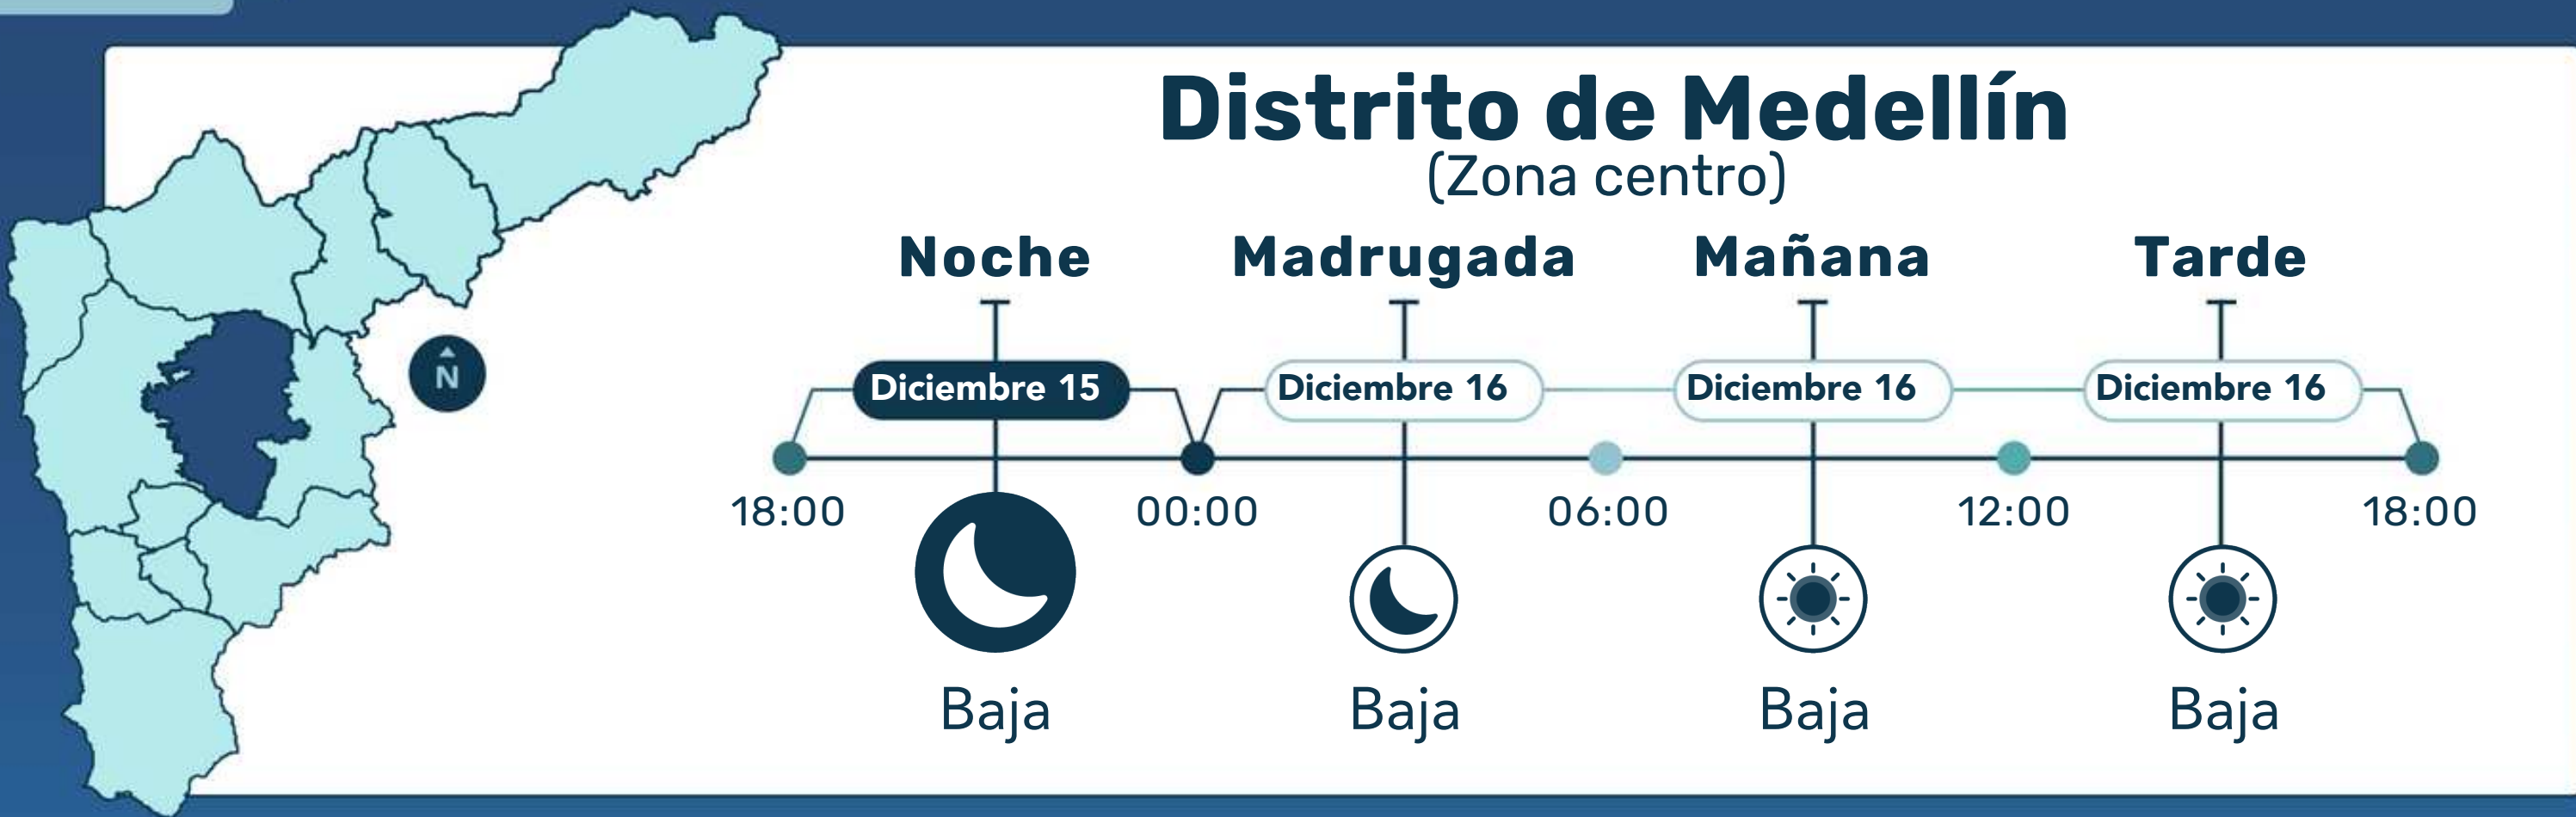 Distrito de Medellín
(Zona centro)
Noche Madrugada Mañana Tarde
Diciembre 15 Diciembre 16 Diciembre 16 Diciembre 16
N
18:00 00:00 06:00 12:00 18:00
Baja Baja Baja Baja